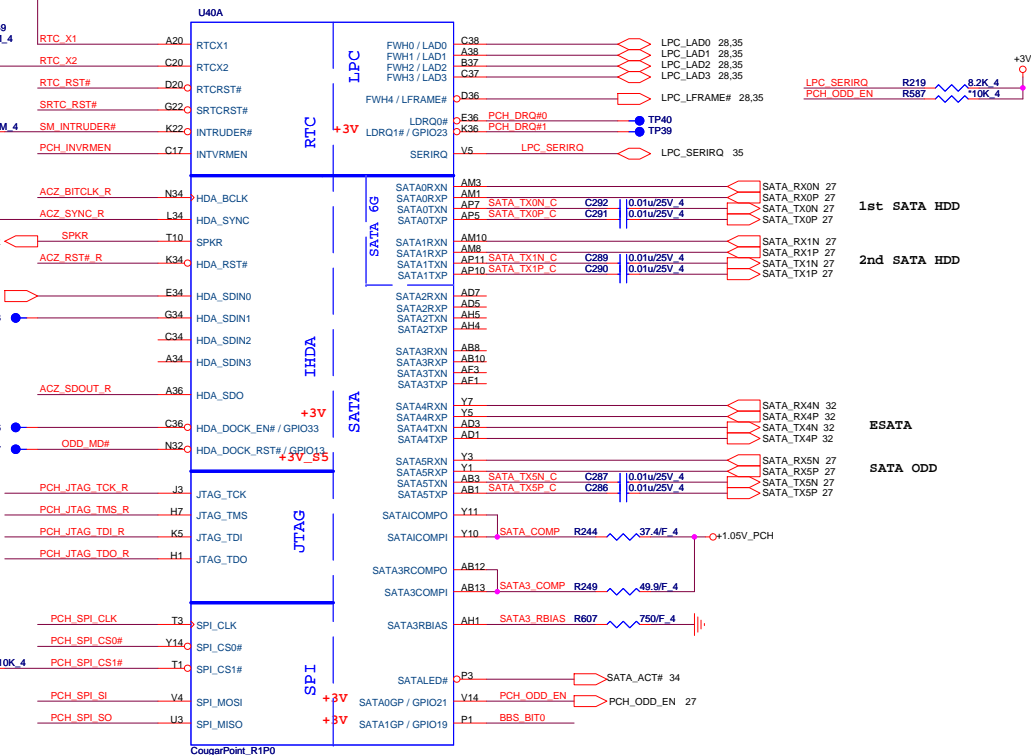 U40A
9
_4
RTC_X1 A20 RTCX1
RTC_X2 C20 RTCX2
RTC_RST# D20 RTCRST#
SRTC_RST# G22 SRTCRST#
M_4 SM_INTRUDER# K22 INTRUDER#
PCH_INVRMEN C17 INTVRMEN
RTC
LPC
+3V
FWH0 / LAD0 C38 LPC_LAD0 28,35
FWH1 / LAD1 A38 LPC_LAD1 28,35
FWH2 / LAD2 B37 LPC_LAD2 28,35
FWH3 / LAD3 C37 LPC_LAD3 28,35
FWH4 / LFRAME# D36 LPC_LFRAME# 28,35
LDRQ0# E36 PCH_DRQ#0 TP40
LDRQ1# / GPIO23 K36 PCH_DRQ#1 TP39
SERIRQ V5 LPC_SERIRQ LPC_SERIRQ 35
+3V
LPC_SERIRQ R219 8.2K_4
PCH_ODD_EN R587 *10K_4
ACZ_BITCLK_R N34 HDA_BCLK
ACZ_SYNC_R L34 HDA_SYNC
SPKR T10 SPKR
ACZ_RST#_R K34 HDA_RST#
E34 HDA_SDIN0
G34 HDA_SDIN1
C34 HDA_SDIN2
A34 HDA_SDIN3
ACZ_SDOUT_R A36 HDA_SDO
C36 HDA_DOCK_EN# / GPIO33
ODD_MD# N32 HDA_DOCK_RST# / GPIO13
IHDA
+3V
+3V_S5
SATA 6G
SATA
SATA0RXN AM3 SATA_RX0N 27
SATA0RXP AM1 SATA_RX0P 27
SATA0TXN AP7 SATA_TX0N_C C292 0.01u/25V_4 SATA_TX0N 27
SATA0TXP AP5 SATA_TX0P_C C291 0.01u/25V_4 SATA_TX0P 27
1st SATA HDD
SATA1RXN AM10 SATA_RX1N 27
SATA1RXP AM8 SATA_RX1P 27
SATA1TXN AP11 SATA_TX1N_C C289 0.01u/25V_4 SATA_TX1N 27
SATA1TXP AP10 SATA_TX1P_C C290 0.01u/25V_4 SATA_TX1P 27
2nd SATA HDD
SATA2RXN AD7
SATA2RXP AD5
SATA2TXN AH5
SATA2TXP AH4
SATA3RXN AB8
SATA3RXP AB10
SATA3TXN AF3
SATA3TXP AF1
SATA4RXN Y7 SATA_RX4N 32
SATA4RXP Y5 SATA_RX4P 32
SATA4TXN AD3 SATA_TX4N 32
SATA4TXP AD1 SATA_TX4P 32
ESATA
SATA5RXN Y3 SATA_RX5N 27
SATA5RXP Y1 SATA_RX5P 27
SATA5TXN AB3 SATA_TX5N_C C287 0.01u/25V_4 SATA_TX5N 27
SATA5TXP AB1 SATA_TX5P_C C286 0.01u/25V_4 SATA_TX5P 27
SATA ODD
PCH_JTAG_TCK_R J3 JTAG_TCK
PCH_JTAG_TMS_R H7 JTAG_TMS
PCH_JTAG_TDI_R K5 JTAG_TDI
PCH_JTAG_TDO_R H1 JTAG_TDO
JTAG
SATAICOMPO Y11
SATAICOMPI Y10 SATA_COMP R244 37.4/F_4 +1.05V_PCH
SATA3RCOMPO AB12
SATA3COMPI AB13 SATA3_COMP R249 49.9/F_4
SATA3RBIAS AH1 SATA3_RBIAS R607 750/F_4
PCH_SPI_CLK T3 SPI_CLK
PCH_SPI_CS0# Y14 SPI_CS0#
10K_4 PCH_SPI_CS1# T1 SPI_CS1#
PCH_SPI_SI V4 SPI_MOSI
PCH_SPI_SO U3 SPI_MISO
SPI
SATALED# P3 SATA_ACT# 34
+3V SATA0GP / GPIO21 V14 PCH_ODD_EN PCH_ODD_EN 27
+3V SATA1GP / GPIO19 P1 BBS_BIT0
CougarPoint_R1P0